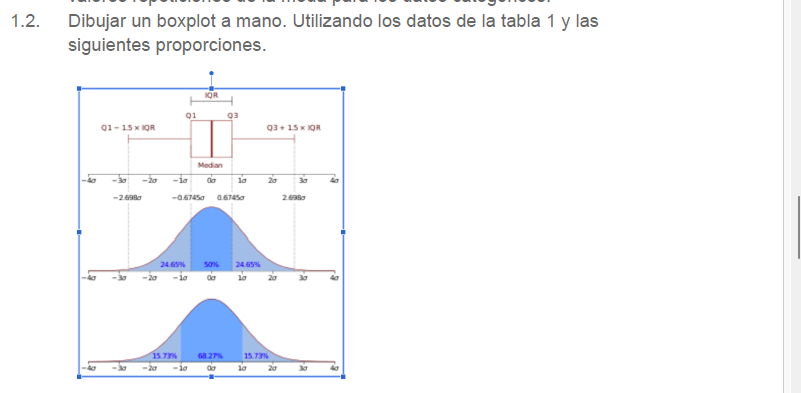 1.2. Dibujar un boxplot a mano. Utilizando los datos de la tabla 1 y las
siguientes proporciones.
IQR
Q1 Q3
Q1 − 1.5 × IQR Q3 + 1.5 × IQR
Median
−4σ −3σ −2σ −1σ 0σ 1σ 2σ 3σ 4σ
−2.698σ −0.6745σ 0.6745σ 2.698σ
24.65% 50% 24.65%
−4σ −3σ −2σ −1σ 0σ 1σ 2σ 3σ 4σ
15.73% 68.27% 15.73%
−4σ −3σ −2σ −1σ 0σ 1σ 2σ 3σ 4σ